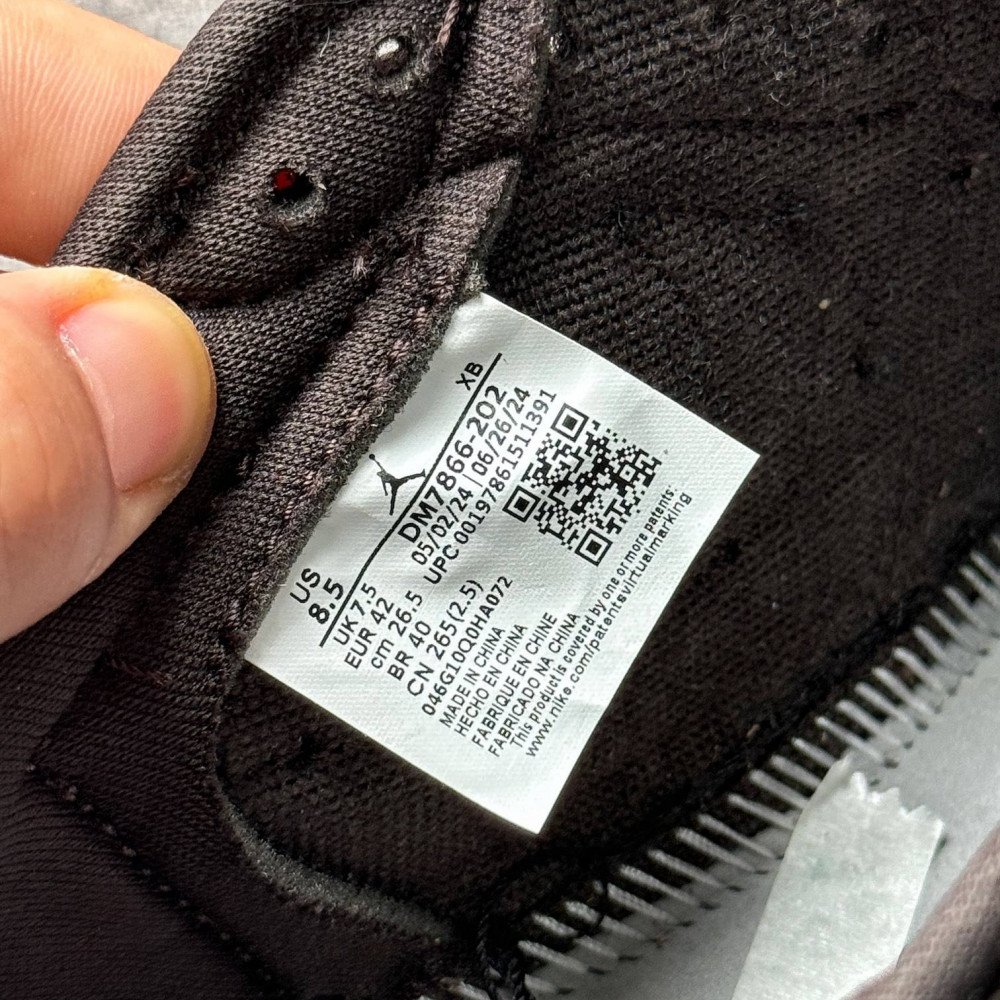 US
8.5
XB
DM7866-202
UK 7.5
05/02/24 | 06/26/24
EUR 42
UPC 00197861511391
cm 26.5
BR 40
CN 265(2.5)
046G10Q0HA072
MADE IN CHINA
HECHO EN CHINA
FABRIQUE EN CHINE
FABRICADO NA CHINA
This product is covered by one or more patents:
www.nike.com/patentsvirtualmarking